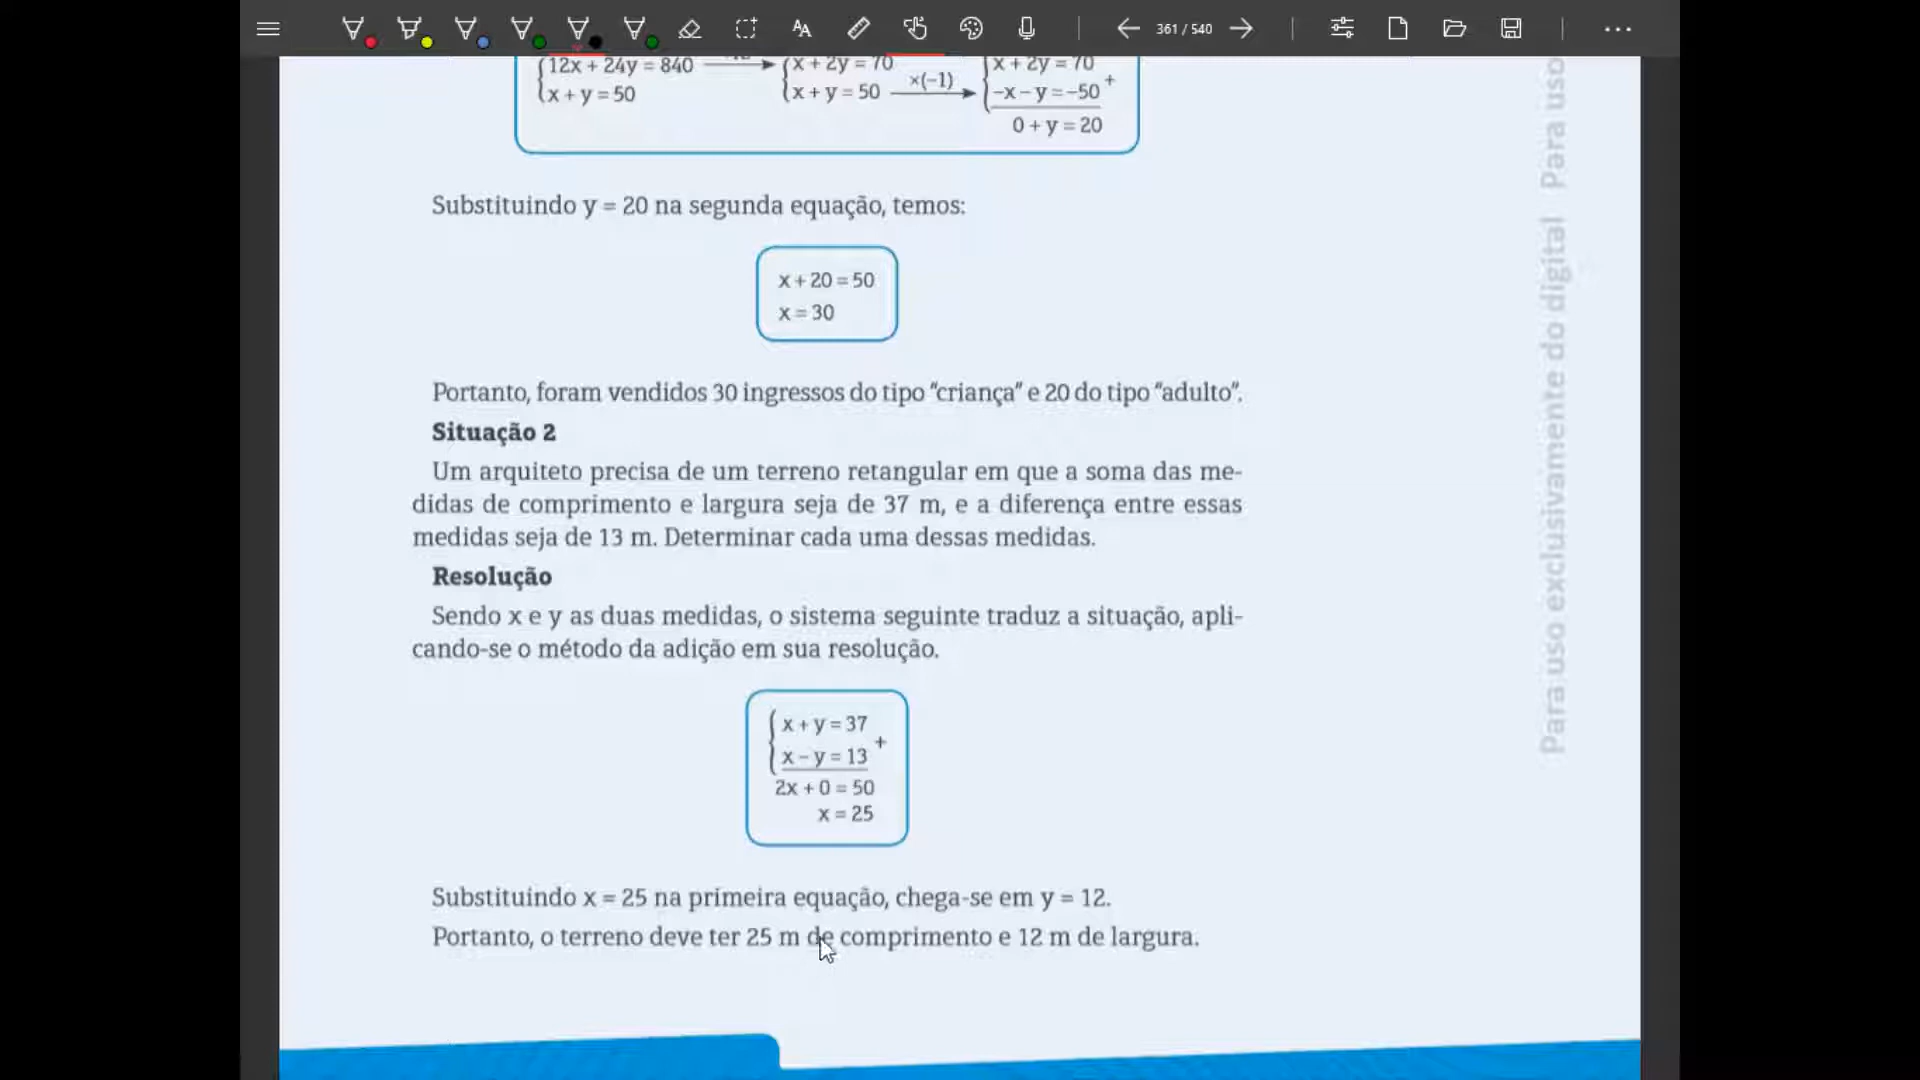 361 / 540
12x + 24y = 840
x + y = 50
x + 2y = 70
x + y = 50
×(−1)
x + 2y = 70
−x − y = −50 +
0 + y = 20
Substituindo y = 20 na segunda equação, temos:
x + 20 = 50
x = 30
Portanto, foram vendidos 30 ingressos do tipo “criança” e 20 do tipo “adulto”.
Situação 2
Um arquiteto precisa de um terreno retangular em que a soma das me-
didas de comprimento e largura seja de 37 m, e a diferença entre essas
medidas seja de 13 m. Determinar cada uma dessas medidas.
Resolução
Sendo x e y as duas medidas, o sistema seguinte traduz a situação, apli-
cando-se o método da adição em sua resolução.
x + y = 37
x − y = 13 +
2x + 0 = 50
x = 25
Substituindo x = 25 na primeira equação, chega-se em y = 12.
Portanto, o terreno deve ter 25 m de comprimento e 12 m de largura.
Para uso exclusivamente do digital Para uso